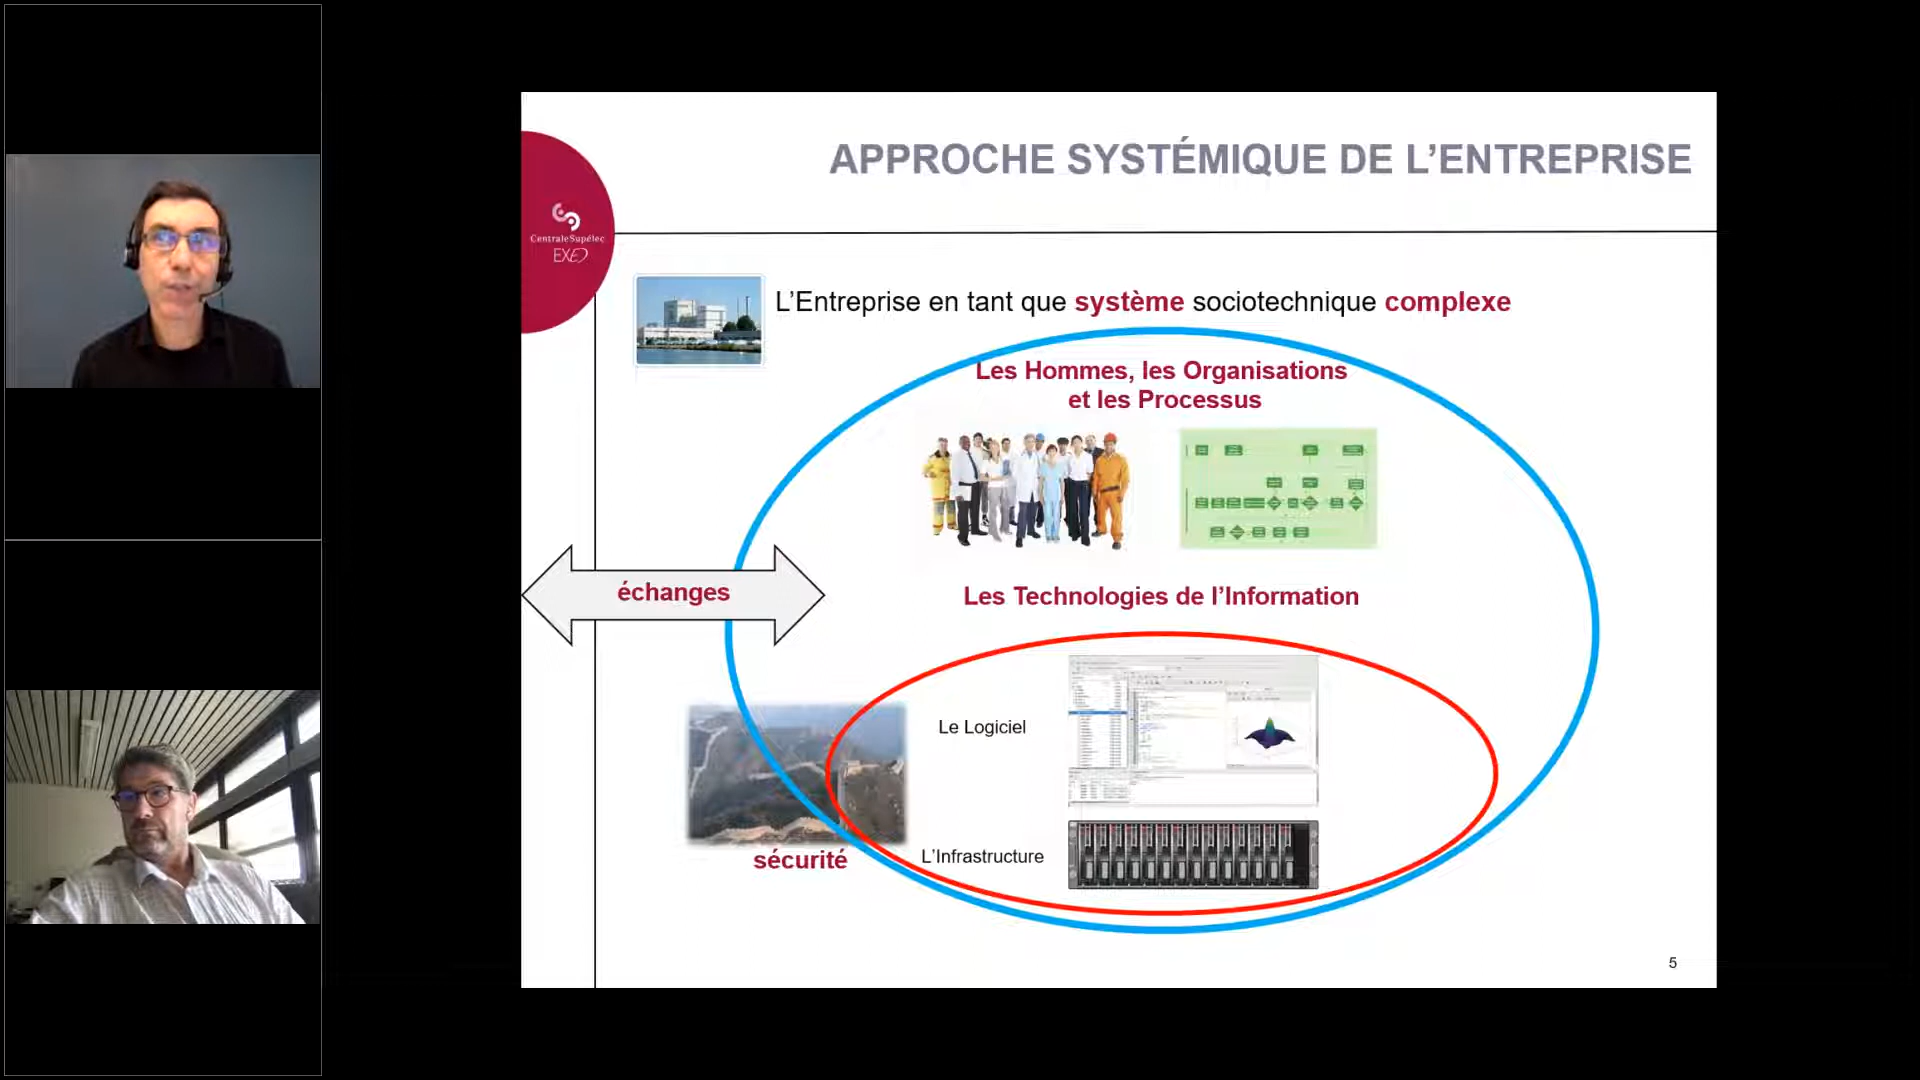 APPROCHE SYSTÉMIQUE DE L’ENTREPRISE
CentraleSupélec
EXED
L’Entreprise en tant que système sociotechnique complexe
Les Hommes, les Organisations
et les Processus
échanges
Les Technologies de l’Information
Le Logiciel
sécurité
L’Infrastructure
5